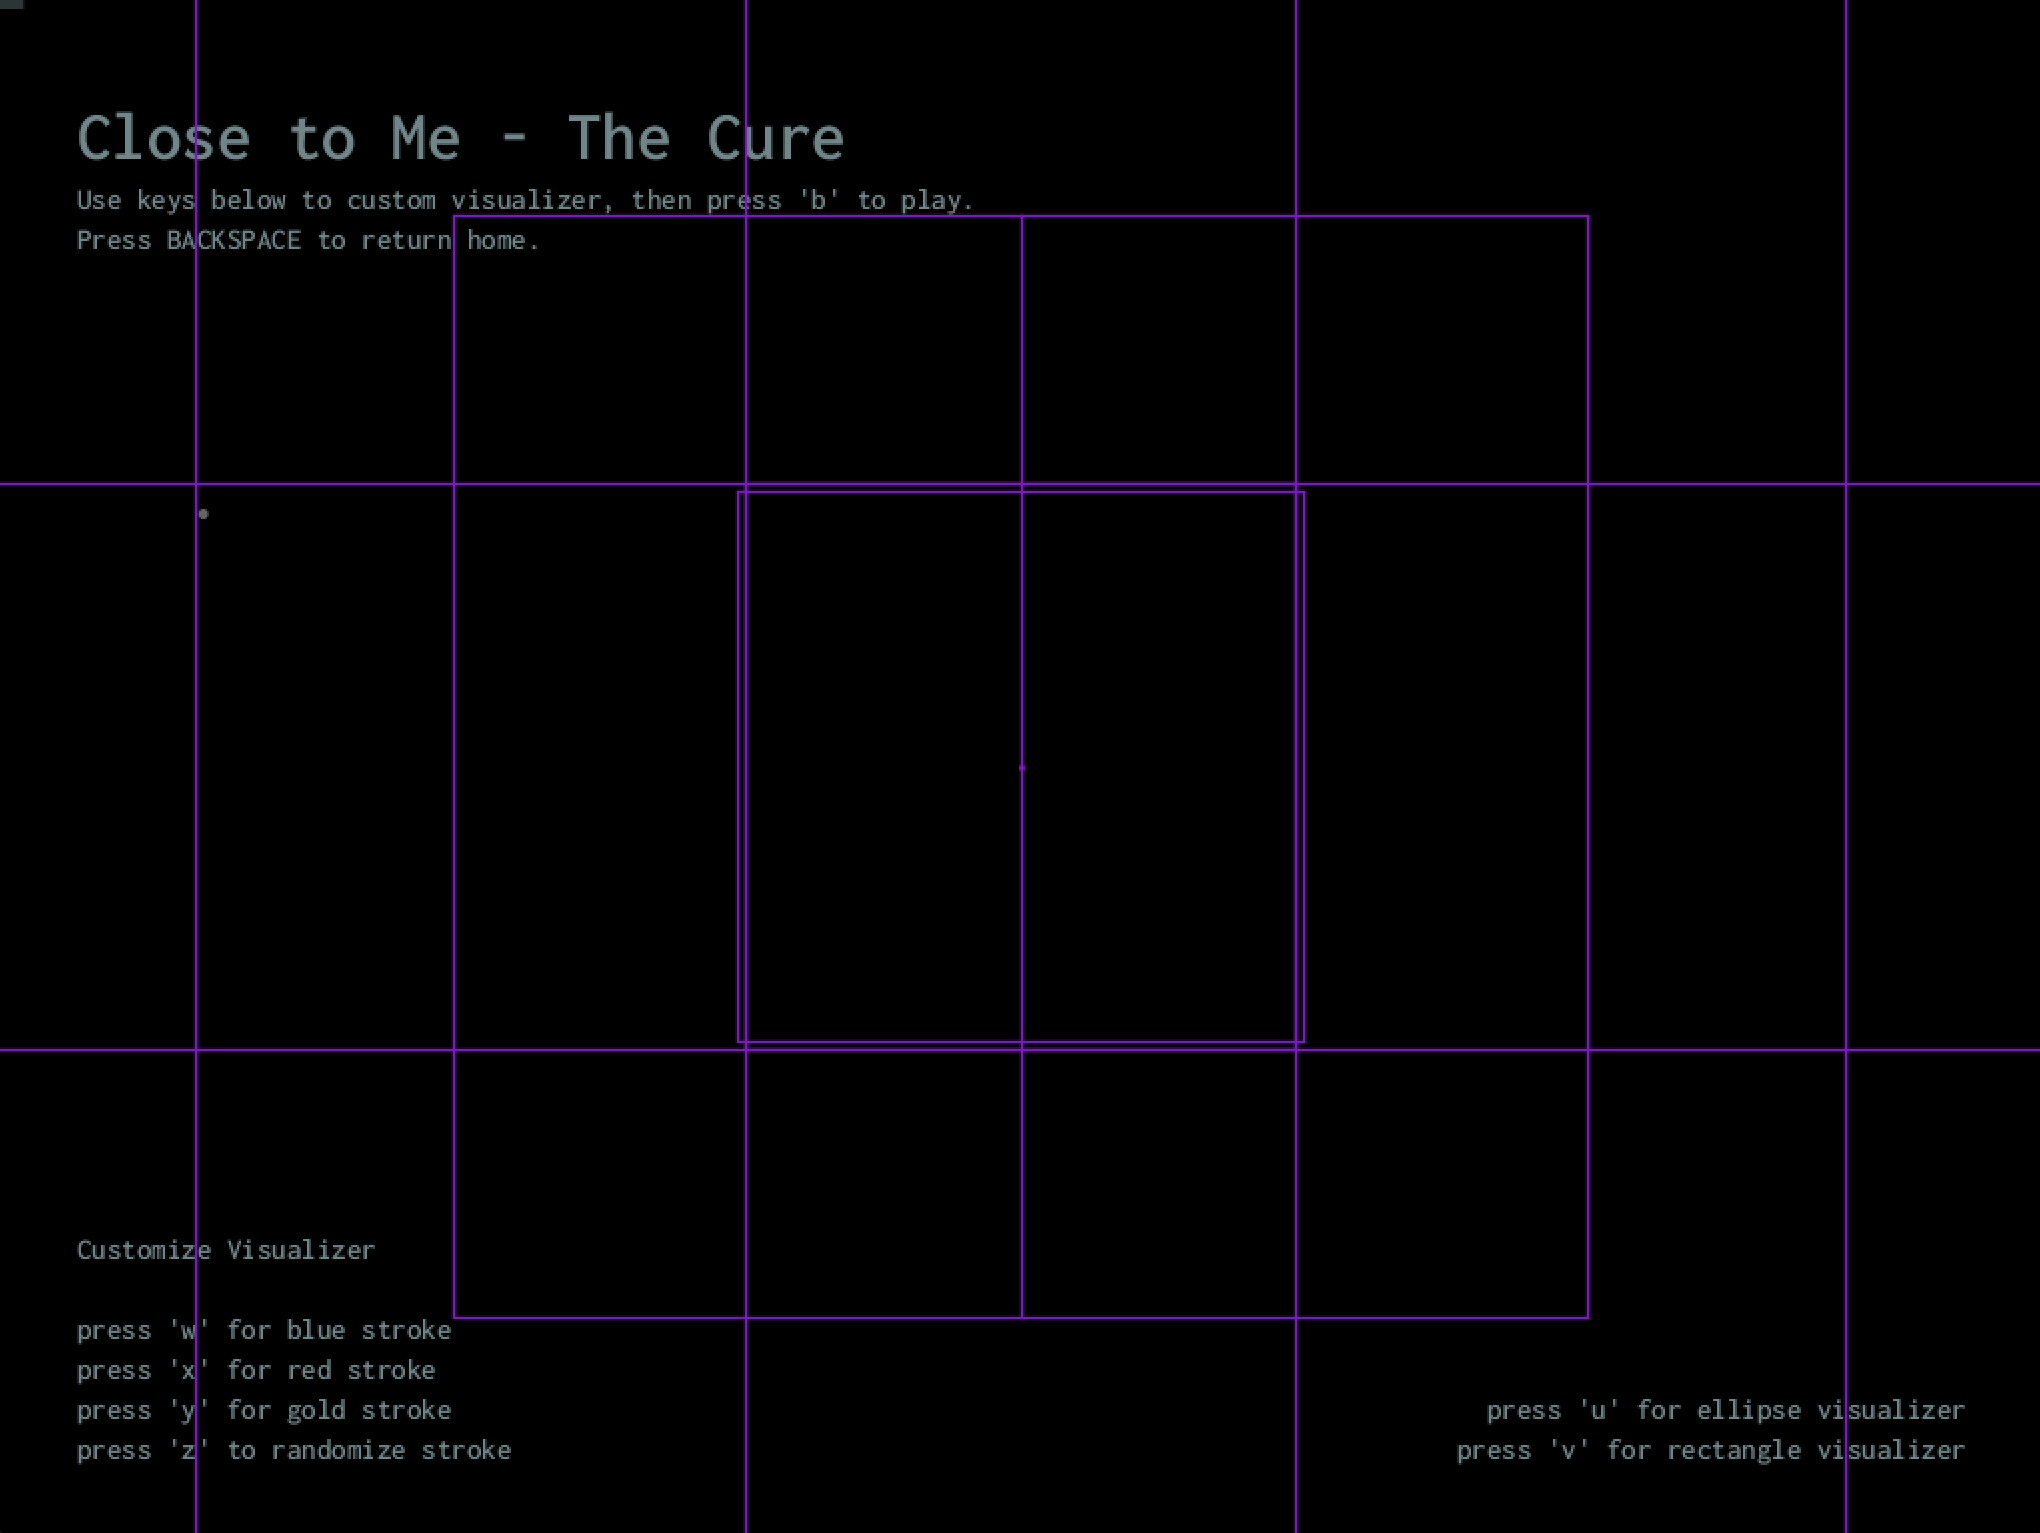 Close to Me - The Cure
Use keys below to custom visualizer, then press 'b' to play.
Press BACKSPACE to return home.
Customize Visualizer
press 'w' for blue stroke
press 'x' for red stroke
press 'y' for gold stroke
press 'z' to randomize stroke
press 'u' for ellipse visualizer
press 'v' for rectangle visualizer